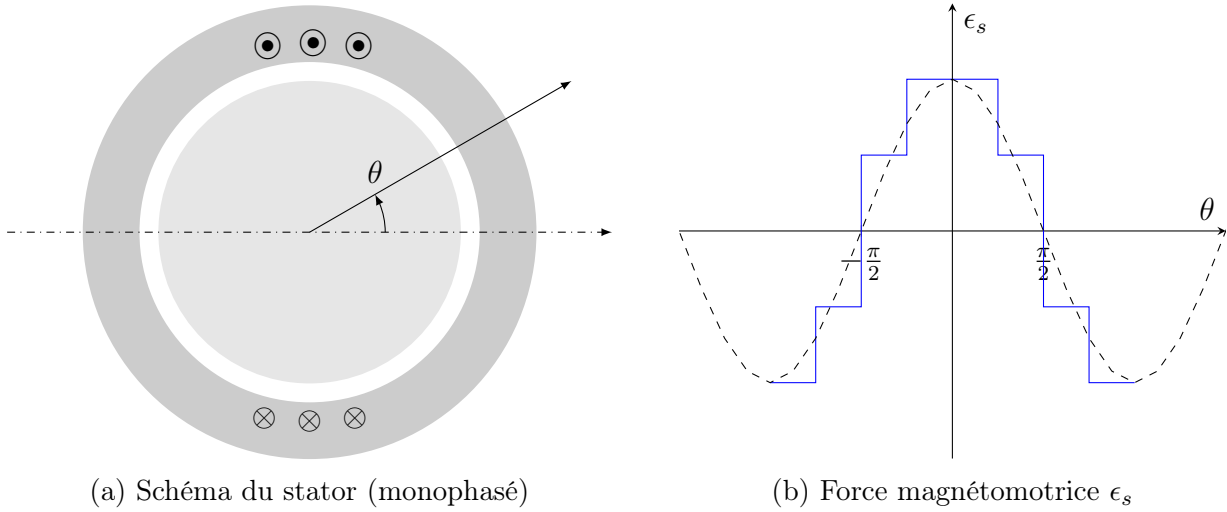 θ
(a) Schéma du stator (monophasé)
ϵₛ
θ
−π/2
π/2
(b) Force magnétomotrice ϵₛ